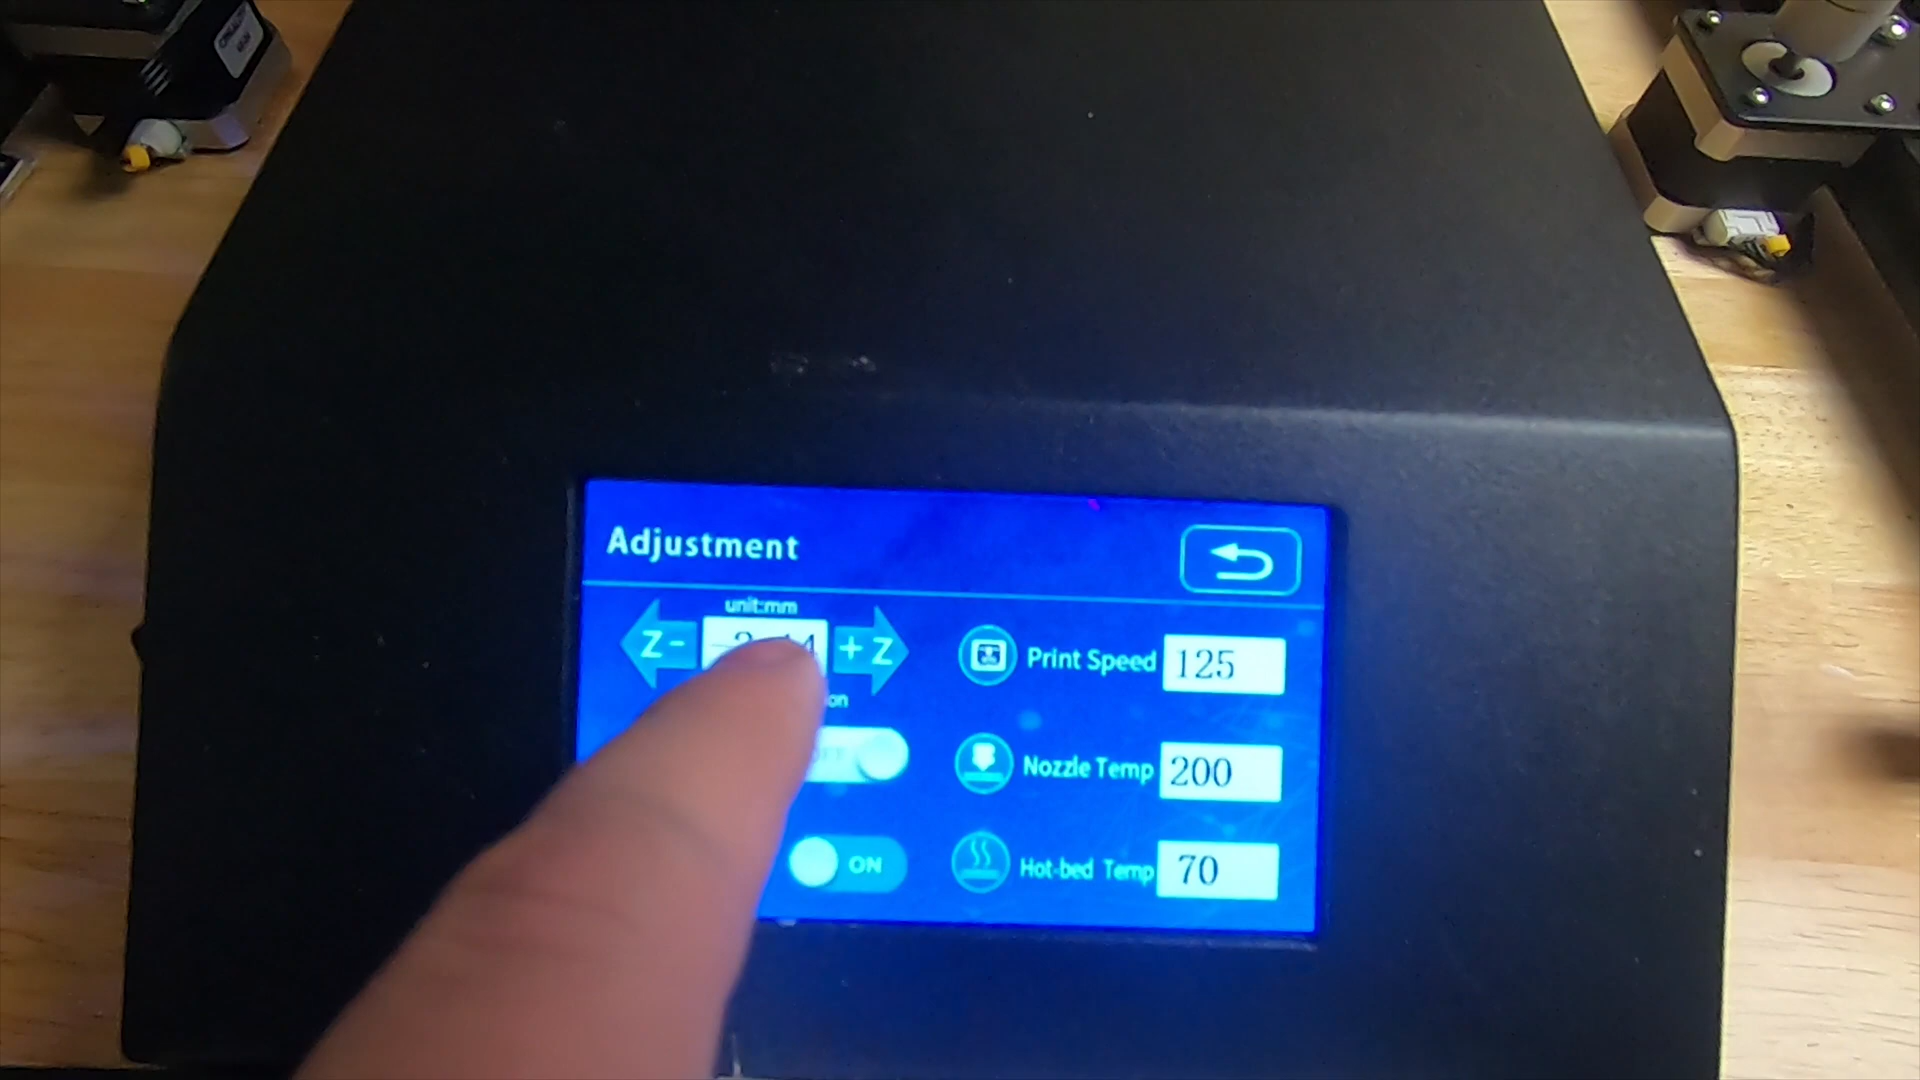 Adjustment
unit:mm
Z-
+Z
Print Speed 125
Nozzle Temp 200
ON
Hot-bed Temp 70